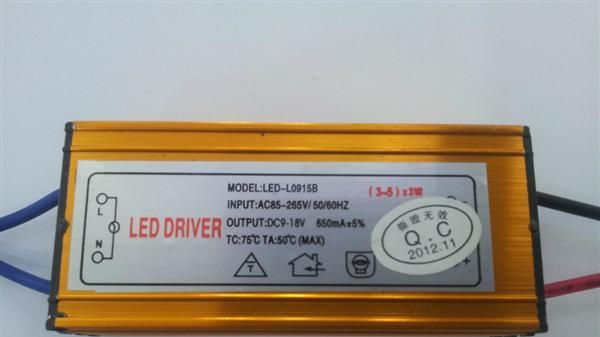 MODEL:LED-L0915B
(3-5)x3W
INPUT:AC85-265V/50/60HZ
LED DRIVER
OUTPUT:DC9-18V 650mA±5%
TC:75℃ TA:50℃ (MAX)
L
N
T
撕毁无效
Q.C
2012.11
+